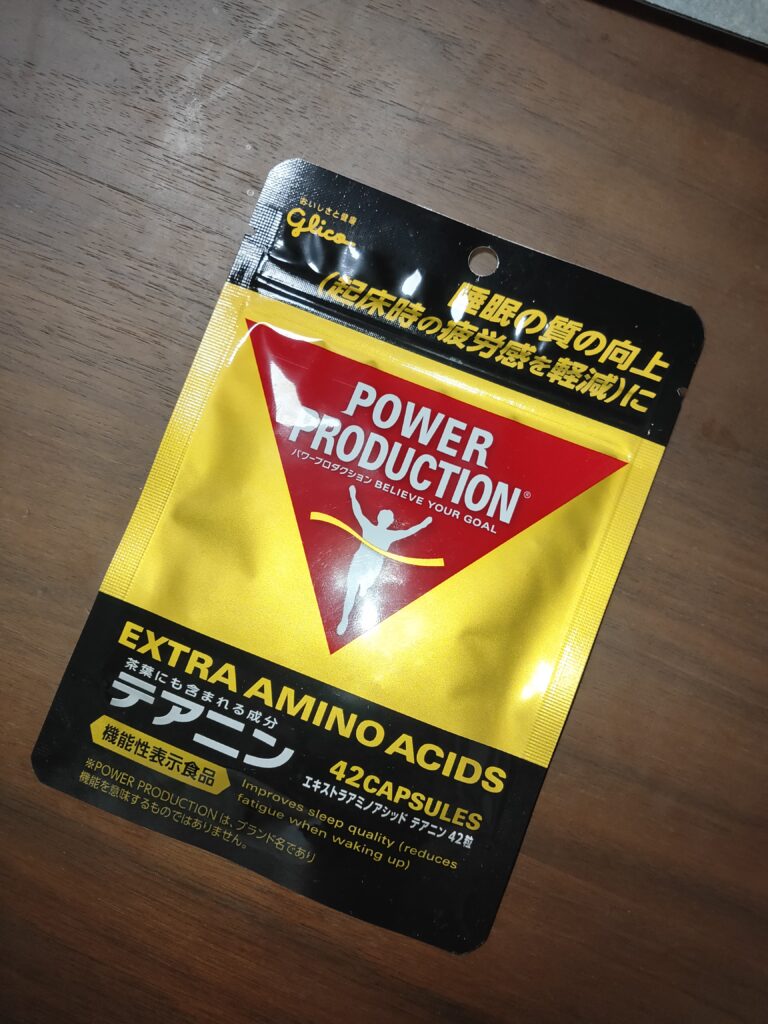 おいしさと健康
Glico
睡眠の質の向上
(起床時の疲労感を軽減)に
POWER
PRODUCTION®
パワープロダクション BELIEVE YOUR GOAL
EXTRA AMINO ACIDS
茶葉にも含まれる成分
テアニン
42CAPSULES
エキストラアミノアシッド テアニン 42粒
機能性表示食品
Improves sleep quality (reduces
fatigue when waking up)
※POWER PRODUCTIONは、ブランド名であり
機能を意味するものではありません。